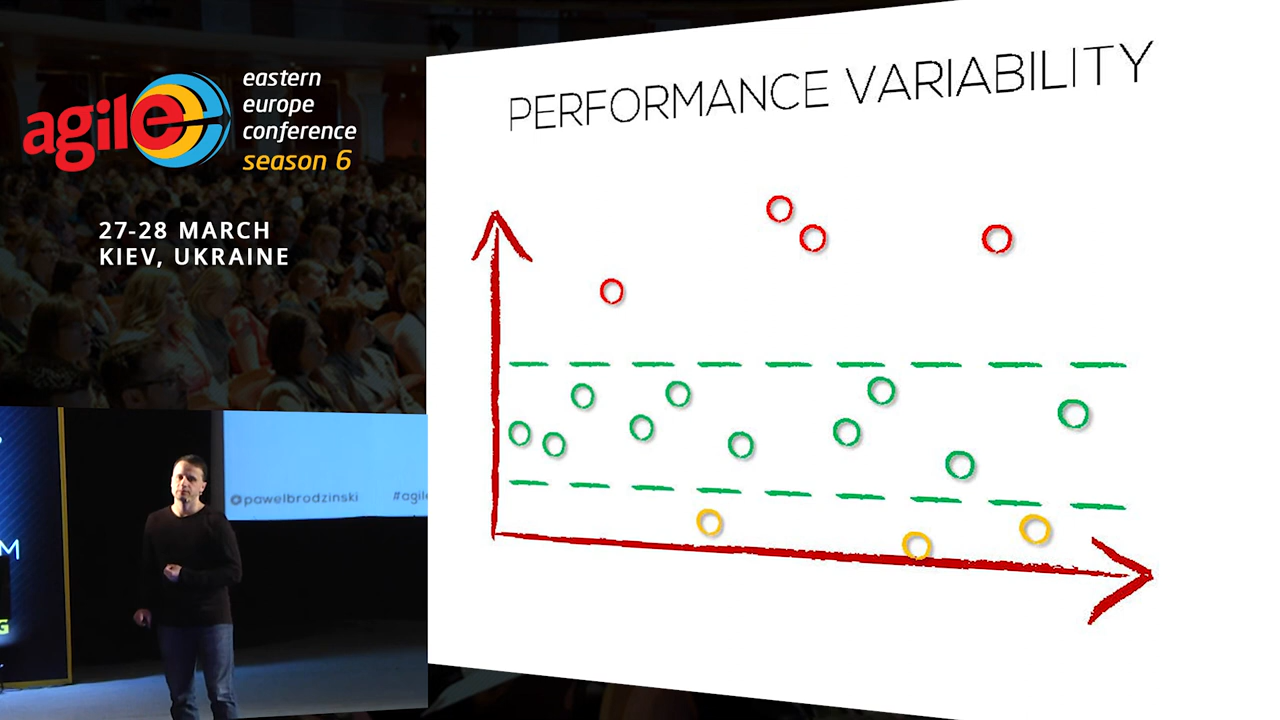 agile
eastern
europe
conference
season 6
27-28 MARCH
KIEV, UKRAINE
PERFORMANCE VARIABILITY
@pawelbrodzinski #agil
M
G